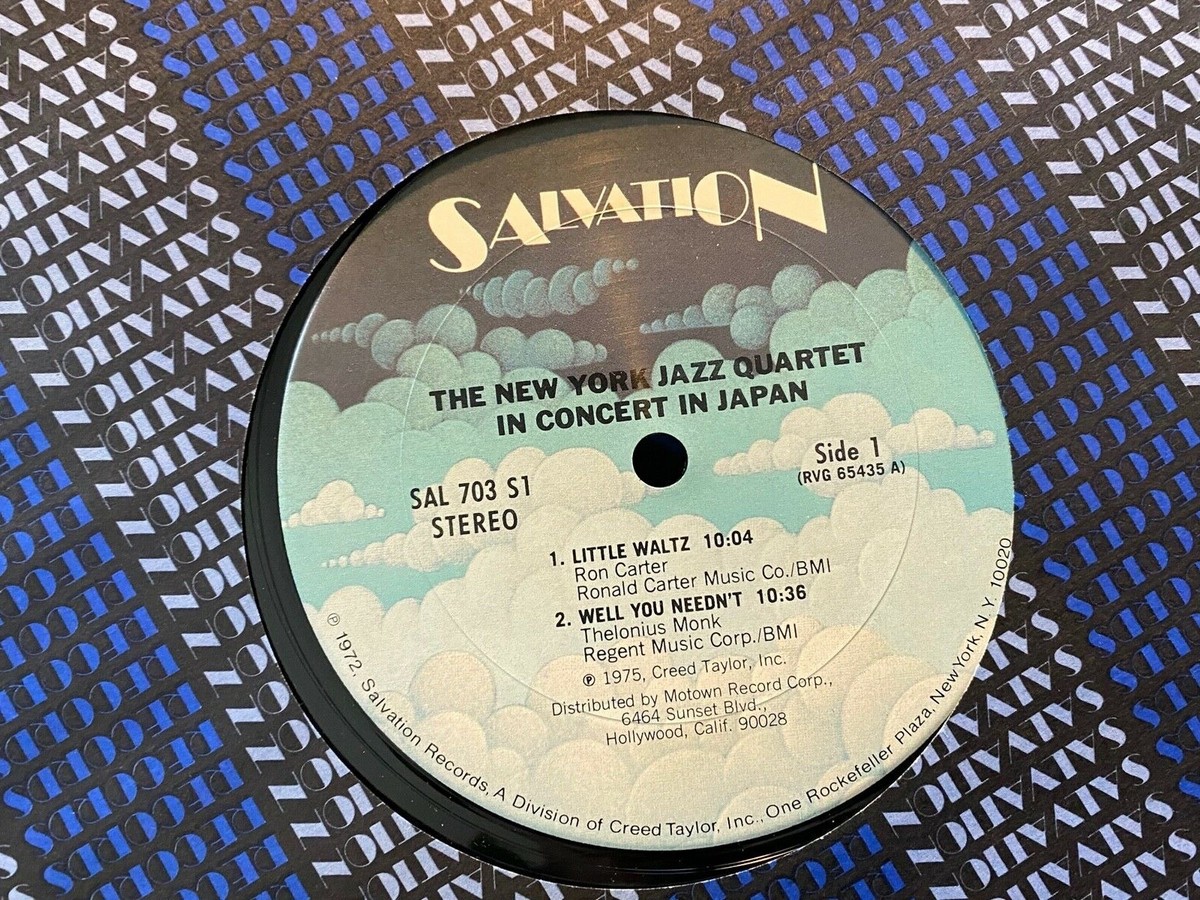 SALVATION
THE NEW YORK JAZZ QUARTET
IN CONCERT IN JAPAN
SAL 703 S1
STEREO
Side 1
(RVG 65435 A)
1. LITTLE WALTZ 10:04
Ron Carter
Ronald Carter Music Co./BMI
2. WELL YOU NEEDN'T 10:36
Thelonius Monk
Regent Music Corp./BMI
℗ 1975, Creed Taylor, Inc.
Distributed by Motown Record Corp.,
6464 Sunset Blvd.,
Hollywood, Calif. 90028
℗ 1972, Salvation Records, A Division of Creed Taylor, Inc., One Rockefeller Plaza, New York, N.Y. 10020
SALVATION
RECORDS